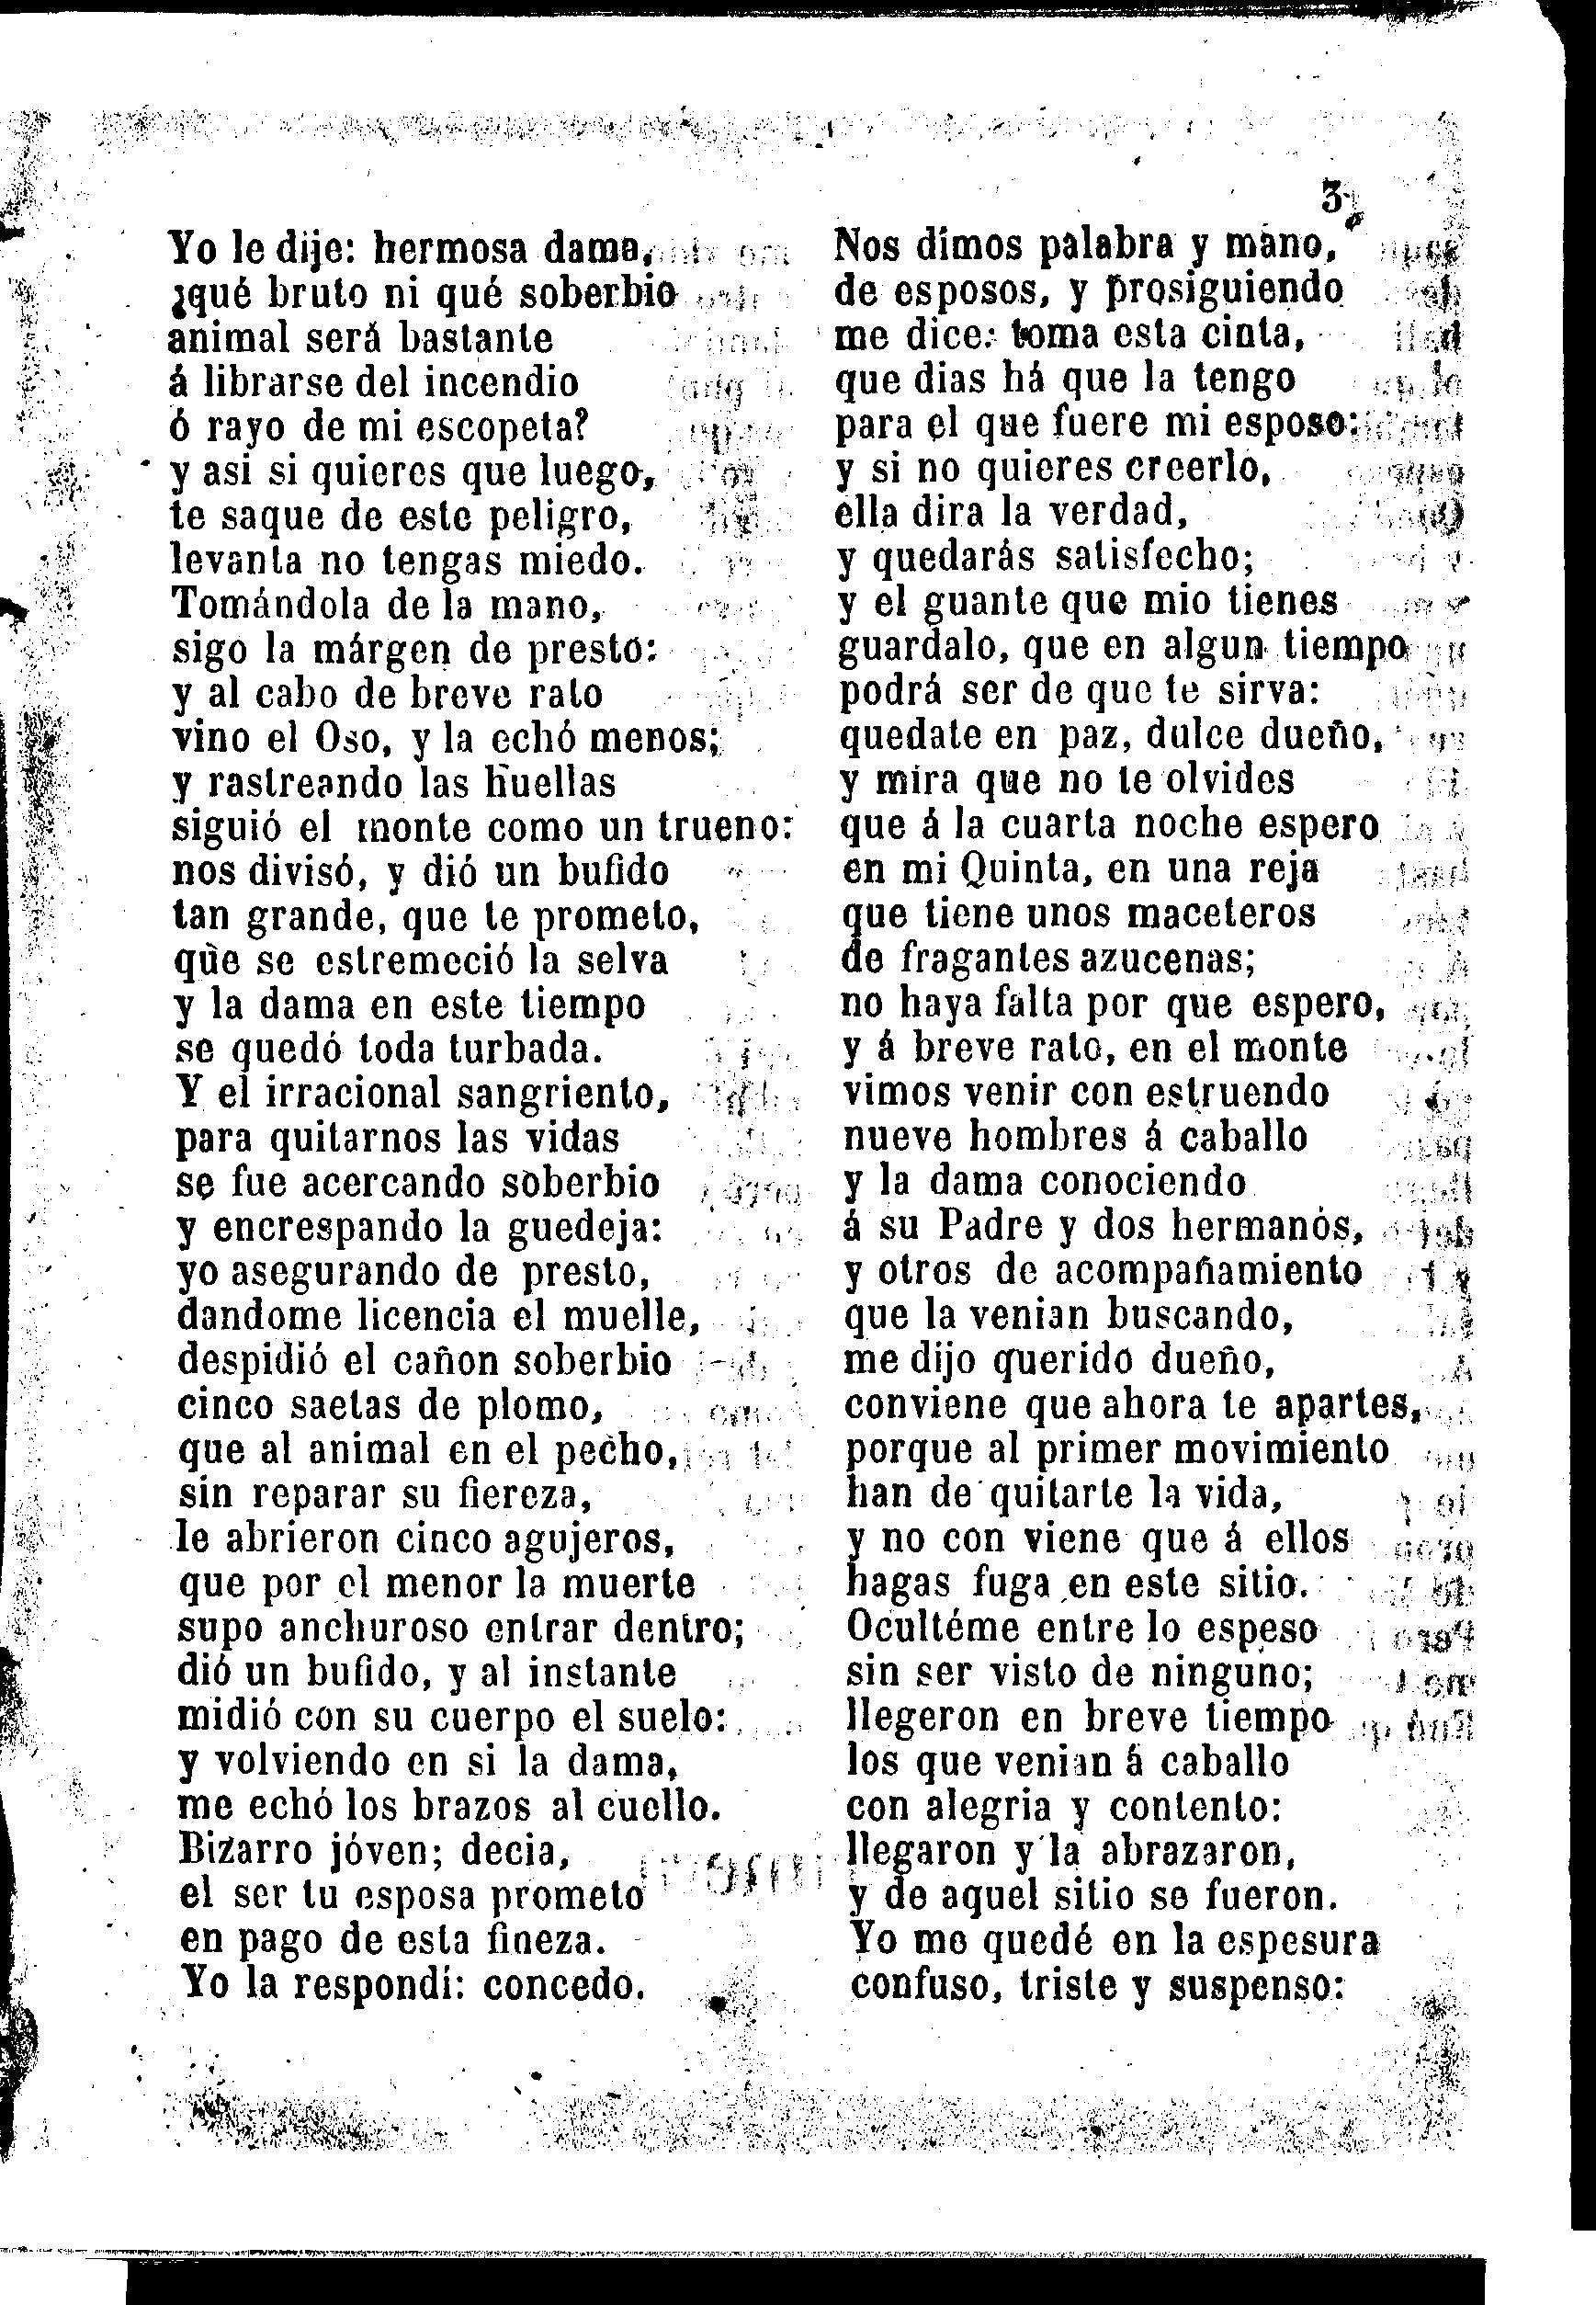 3
Yo le dije: hermosa dama,
¿qué bruto ni qué soberbio
animal será bastante
á librarse del incendio
ó rayo de mi escopeta?
y asi si quieres que luego,
te saque de este peligro,
levanta no tengas miedo.
Tomándola de la mano,
sigo la márgen de presto:
y al cabo de breve rato
vino el Oso, y la echó menos;
y rastreando las huellas
siguió el monte como un trueno:
nos divisó, y dió un bufido
tan grande, que te prometo,
que se estremeció la selva
y la dama en este tiempo
se quedó toda turbada.
Y el irracional sangriento,
para quitarnos las vidas
se fue acercando soberbio
y encrespando la guedeja:
yo asegurando de presto,
dandome licencia el muelle,
despidió el cañon soberbio
cinco saetas de plomo,
que al animal en el pecho,
sin reparar su fiereza,
le abrieron cinco agujeros,
que por el menor la muerte
supo anchuroso entrar dentro;
dió un bufido, y al instante
midió con su cuerpo el suelo:
y volviendo en si la dama,
me echó los brazos al cuello.
Bizarro jóven; decia,
el ser tu esposa prometo
en pago de esta fineza.
Yo la respondí: concedo.
Nos dimos palabra y mano,
de esposos, y prosiguiendo
me dice: toma esta cinta,
que dias há que la tengo
para el que fuere mi esposo:
y si no quieres creerlo,
ella dira la verdad,
y quedarás satisfecho;
y el guante que mio tienes
guardalo, que en algun tiempo
podrá ser de que te sirva:
quedate en paz, dulce dueño,
y mira que no te olvides
que á la cuarta noche espero
en mi Quinta, en una reja
que tiene unos maceteros
de fragantes azucenas;
no haya falta por que espero,
y á breve rato, en el monte
vimos venir con estruendo
nueve hombres á caballo
y la dama conociendo
á su Padre y dos hermanos,
y otros de acompañamiento
que la venian buscando,
me dijo querido dueño,
conviene que ahora te apartes,
porque al primer movimiento
han de quitarte la vida,
y no con viene que á ellos
hagas fuga en este sitio.
Ocultéme entre lo espeso
sin ser visto de ninguno;
llegeron en breve tiempo
los que venian á caballo
con alegria y contento:
llegaron y la abrazaron,
y de aquel sitio se fueron.
Yo me quedé en la espesura
confuso, triste y suspenso: